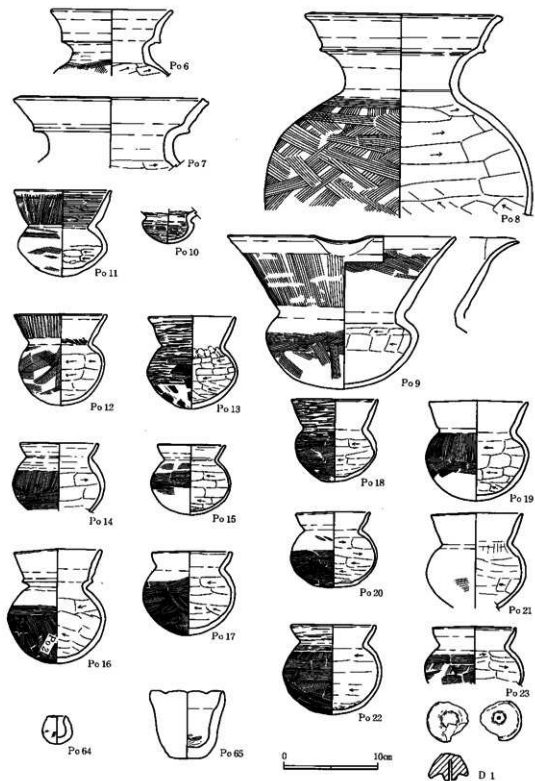 Po 6
Po 7
Po 8
Po 11
Po 10
Po 9
Po 12
Po 13
Po 14
Po 15
Po 18
Po 19
Po 16
Po 17
Po 20
Po 21
Po 22
Po 23
Po 64
Po 65
0 10cm
D 1